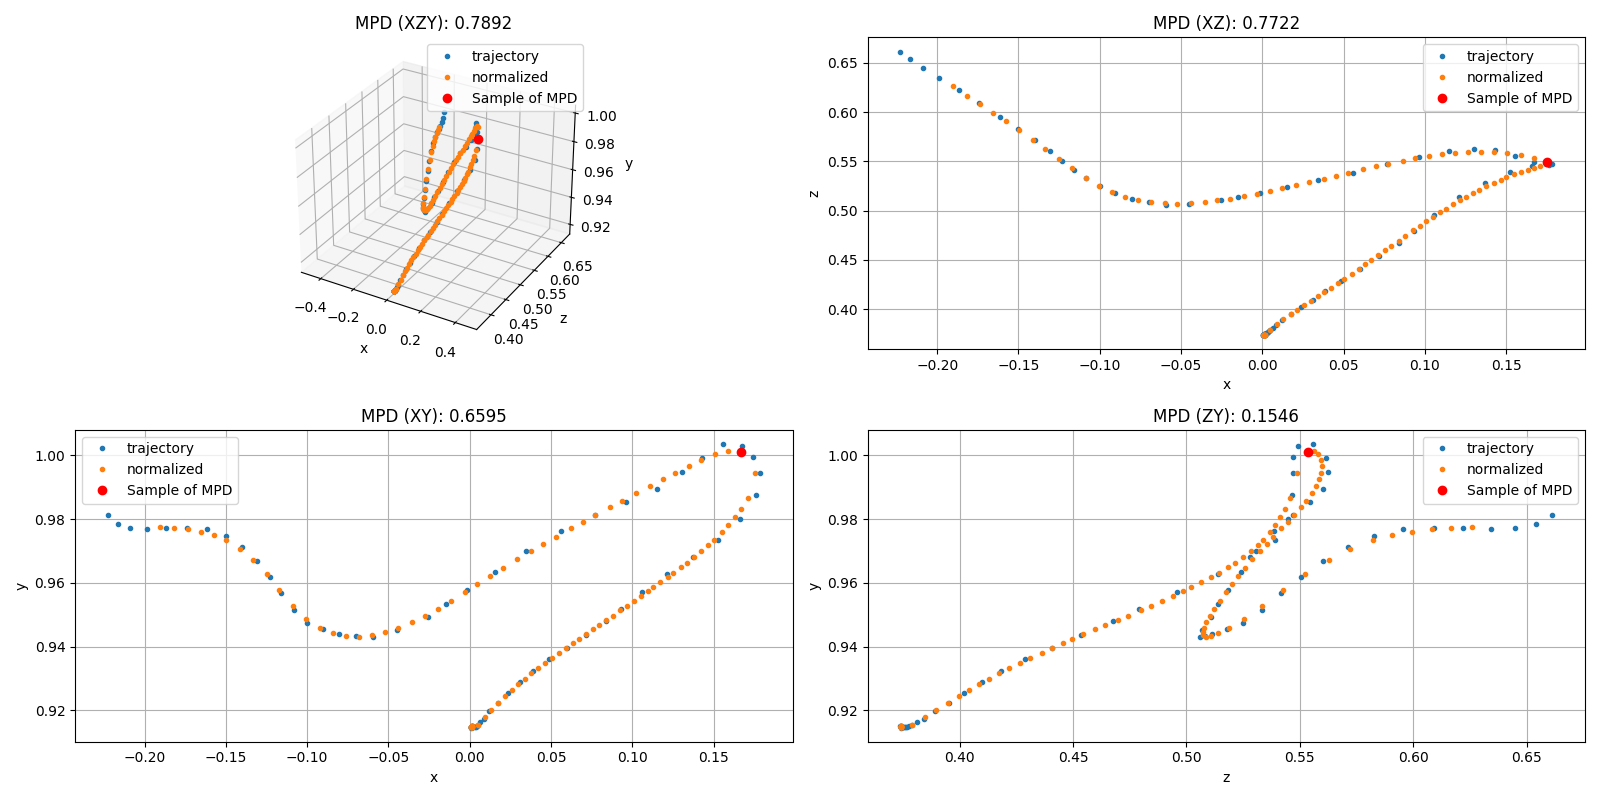 MPD (XZY): 0.7892
trajectory
normalized
Sample of MPD
1.00
0.98
0.96
0.94
0.92
y
0.65
0.60
0.55
0.50
0.45
0.40
z
−0.4
−0.2
0.0
0.2
0.4
x
MPD (XZ): 0.7722
trajectory
normalized
Sample of MPD
0.65
0.60
0.55
0.50
0.45
0.40
z
−0.20 −0.15 −0.10 −0.05 0.00 0.05 0.10 0.15
x
MPD (XY): 0.6595
trajectory
normalized
Sample of MPD
1.00
0.98
0.96
0.94
0.92
y
−0.20 −0.15 −0.10 −0.05 0.00 0.05 0.10 0.15
x
MPD (ZY): 0.1546
trajectory
normalized
Sample of MPD
1.00
0.98
0.96
0.94
0.92
y
0.40 0.45 0.50 0.55 0.60 0.65
z